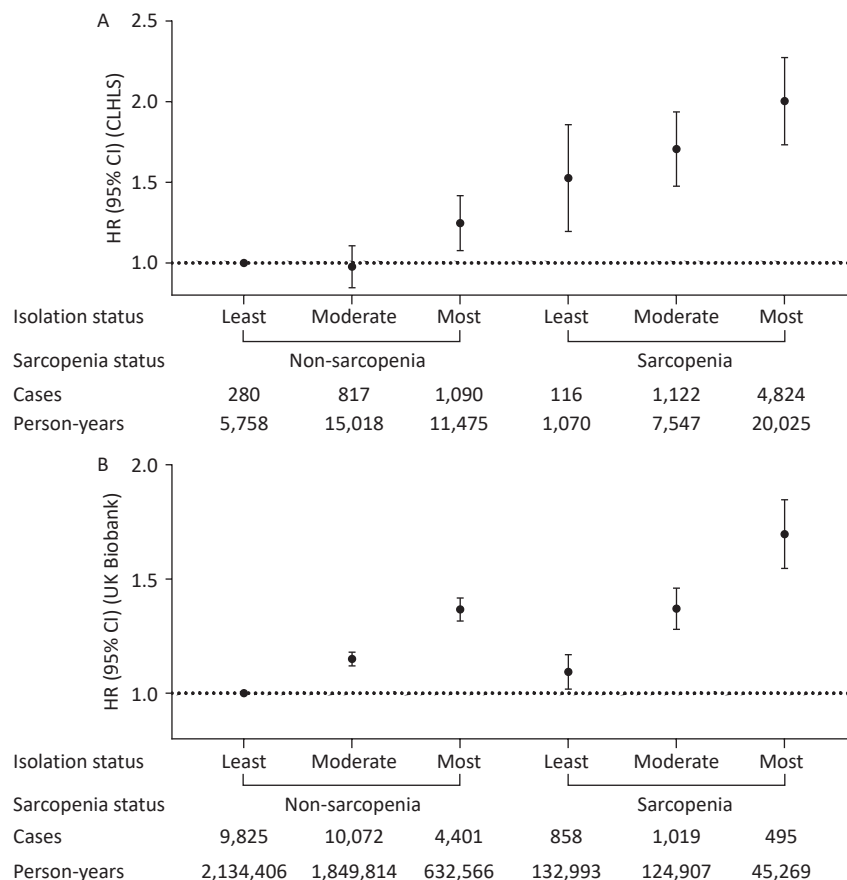 A
2.5
2.0
1.5
1.0
HR (95% CI) (CLHLS)
Isolation status Least Moderate Most Least Moderate Most
Sarcopenia status Non-sarcopenia Sarcopenia
Cases 280 817 1,090 116 1,122 4,824
Person-years 5,758 15,018 11,475 1,070 7,547 20,025
B
2.0
1.5
1.0
HR (95% CI) (UK Biobank)
Isolation status Least Moderate Most Least Moderate Most
Sarcopenia status Non-sarcopenia Sarcopenia
Cases 9,825 10,072 4,401 858 1,019 495
Person-years 2,134,406 1,849,814 632,566 132,993 124,907 45,269